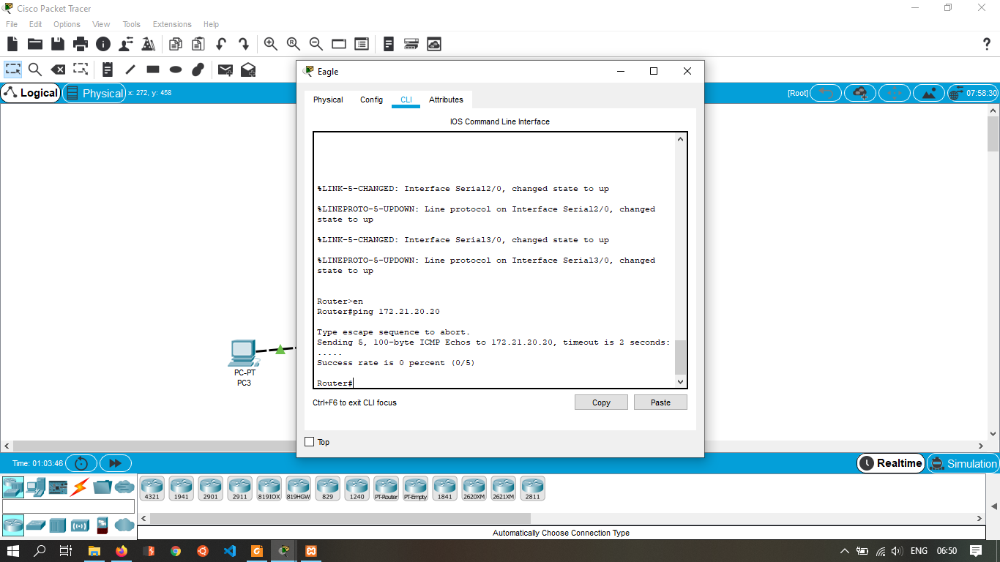 Cisco Packet Tracer
File Edit Options View Tools Extensions Help
?
Logical
Physical
x: 272, y: 458
[Root]
07:58:30
PC-PT
PC3
Eagle
Physical Config CLI Attributes
IOS Command Line Interface
%LINK-5-CHANGED: Interface Serial2/0, changed state to up
%LINEPROTO-5-UPDOWN: Line protocol on Interface Serial2/0, changed
state to up
%LINK-5-CHANGED: Interface Serial3/0, changed state to up
%LINEPROTO-5-UPDOWN: Line protocol on Interface Serial3/0, changed
state to up
Router>en
Router#ping 172.21.20.20
Type escape sequence to abort.
Sending 5, 100-byte ICMP Echos to 172.21.20.20, timeout is 2 seconds:
.....
Success rate is 0 percent (0/5)
Router#
Ctrl+F6 to exit CLI focus
Copy
Paste
Top
Time: 01:03:46
Realtime
Simulation
4321 1941 2901 2911 819IOX 819HGW 829 1240 PT-Router PT-Empty 1841 2620XM 2621XM 2811
Automatically Choose Connection Type
ENG 06:50